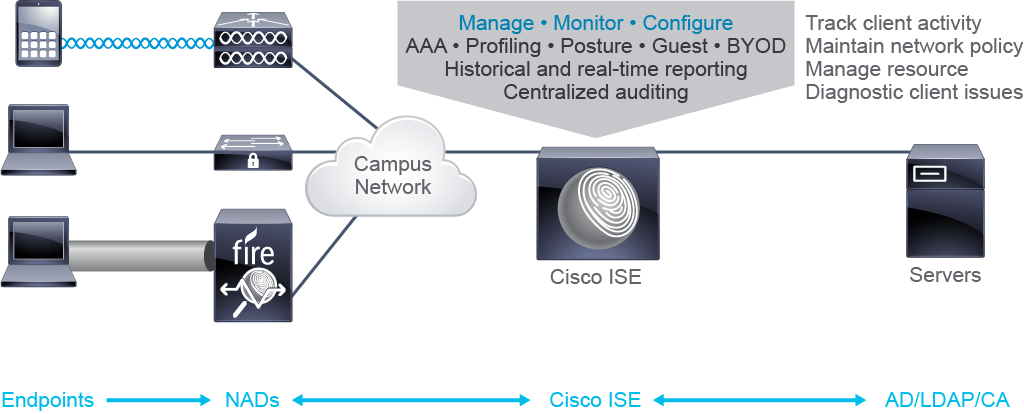 Manage • Monitor • Configure
AAA • Profiling • Posture • Guest • BYOD
Historical and real-time reporting
Centralized auditing
Track client activity
Maintain network policy
Manage resource
Diagnostic client issues
Campus
Network
fire
Cisco ISE
Servers
Endpoints
NADs
Cisco ISE
AD/LDAP/CA